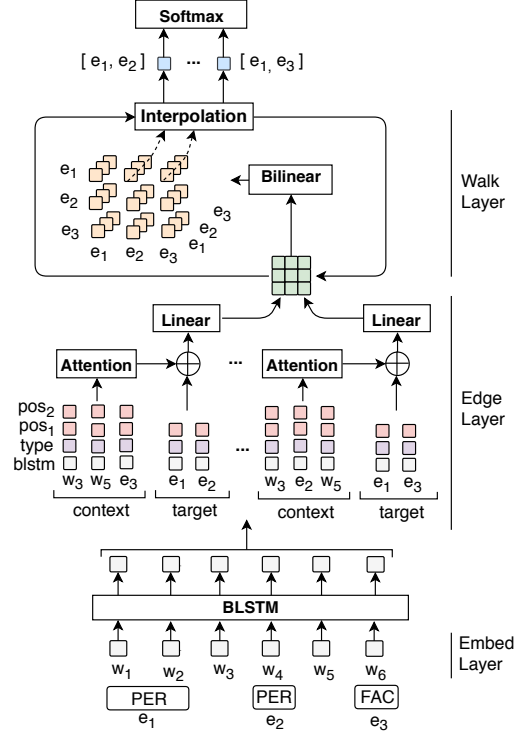 Softmax
[ e1, e2 ] ... [ e1, e3 ]
Interpolation
e1
e2
e3
e1 e2 e3
e1
e2
e3
Bilinear
Walk
Layer
Linear
Linear
Attention ... Attention
Edge
Layer
pos2
pos1
type
blstm
...
w3 w5 e3 e1 e2 w3 e2 w5 e1 e3
context target context target
BLSTM
w1 w2 w3 w4 w5 w6
Embed
Layer
PER PER FAC
e1 e2 e3